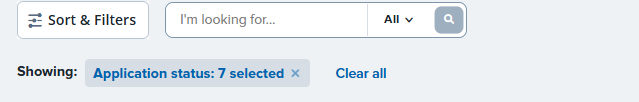 Sort & Filters I'm looking for... All
Showing: Application status: 7 selected × Clear all